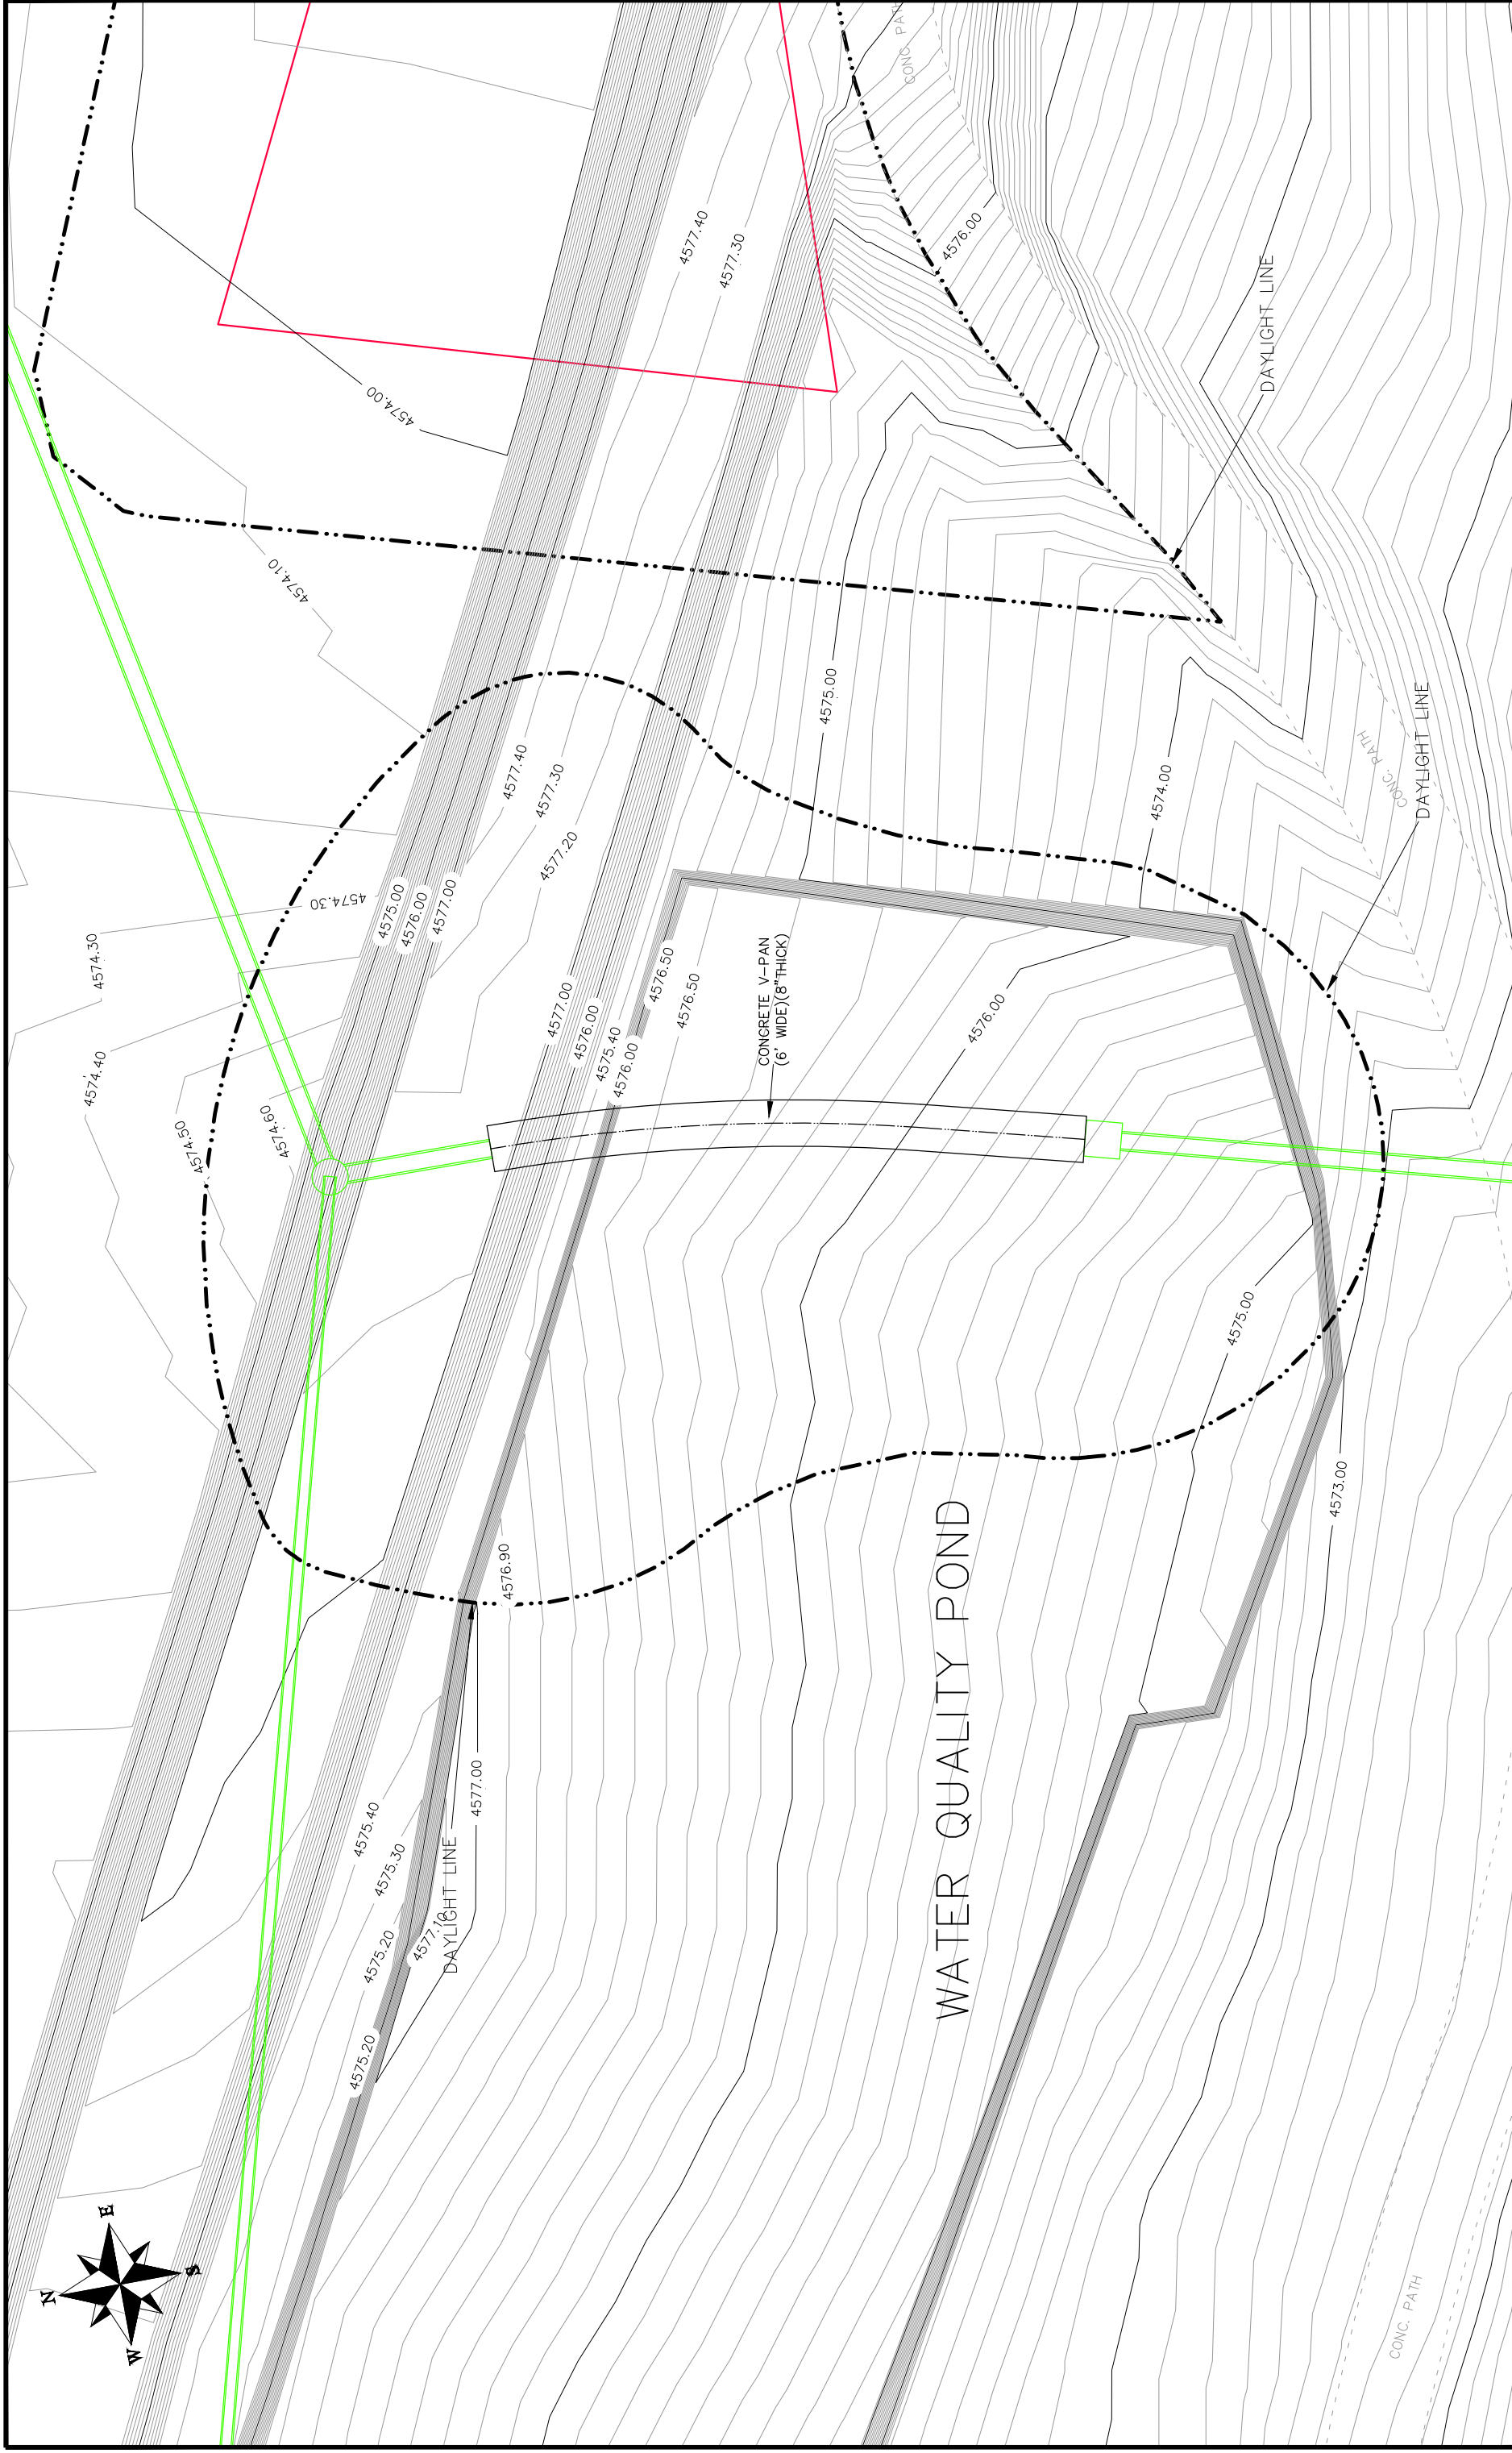 CONC. PATH
4577.40
4577.30
4576.00
DAYLIGHT LINE
4574.00
4574.10
4575.00
DAYLIGHT LINE
CONC. PATH
4577.40
4577.30
4574.00
4577.20
4574.30
4575.00
4576.00
4577.00
4574.30
4576.50
4576.50
CONCRETE V-PAN
(6' WIDE)(8"THICK)
4577.00
4576.00
4576.00
4575.40
4576.00
4574.40
4574.50
4574.60
4575.00
4573.00
4576.90
WATER QUALITY POND
4577.00
4575.40
4575.30
DAYLIGHT LINE
4577.10
4575.20
4575.20
E
N
S
W
CONC. PATH